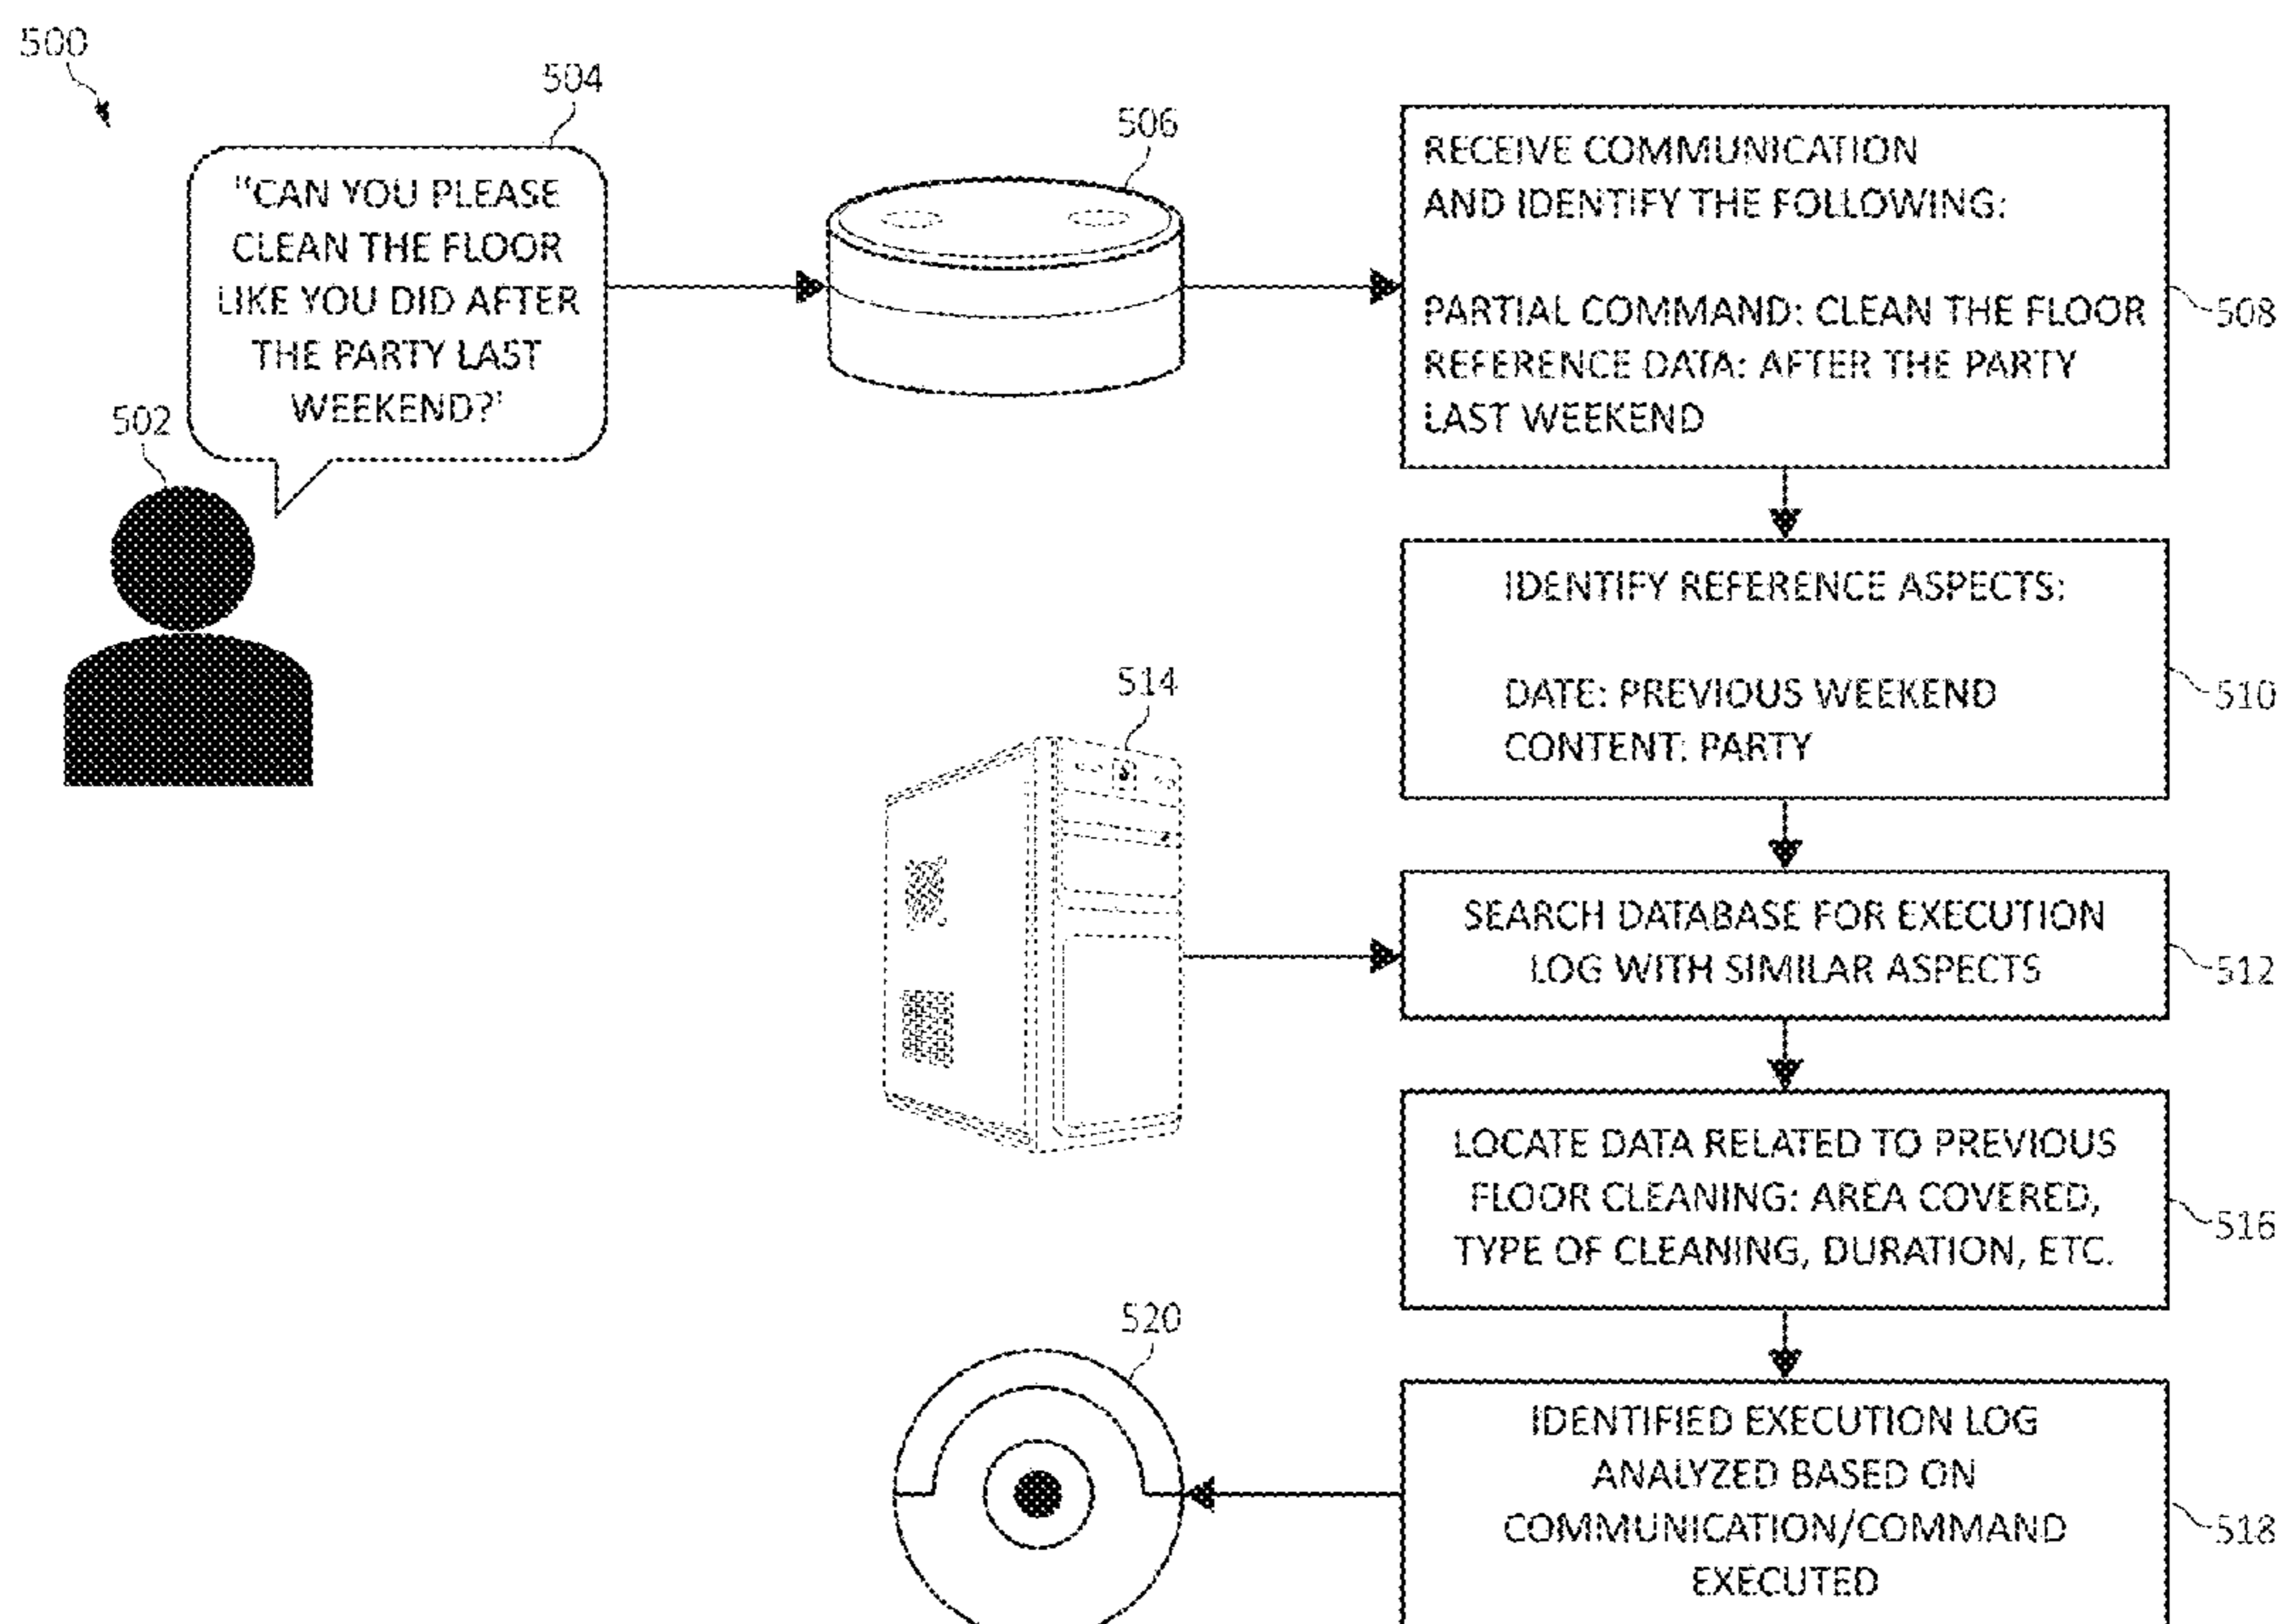 500
504
"CAN YOU PLEASE
CLEAN THE FLOOR
LIKE YOU DID AFTER
THE PARTY LAST
WEEKEND?'
502
506
RECEIVE COMMUNICATION
AND IDENTIFY THE FOLLOWING:
PARTIAL COMMAND: CLEAN THE FLOOR
REFERENCE DATA: AFTER THE PARTY
LAST WEEKEND
508
IDENTIFY REFERENCE ASPECTS:
DATE: PREVIOUS WEEKEND
CONTENT: PARTY
510
514
SEARCH DATABASE FOR EXECUTION
LOG WITH SIMILAR ASPECTS
512
LOCATE DATA RELATED TO PREVIOUS
FLOOR CLEANING: AREA COVERED,
TYPE OF CLEANING, DURATION, ETC.
516
520
IDENTIFIED EXECUTION LOG
ANALYZED BASED ON
COMMUNICATION/COMMAND
EXECUTED
518